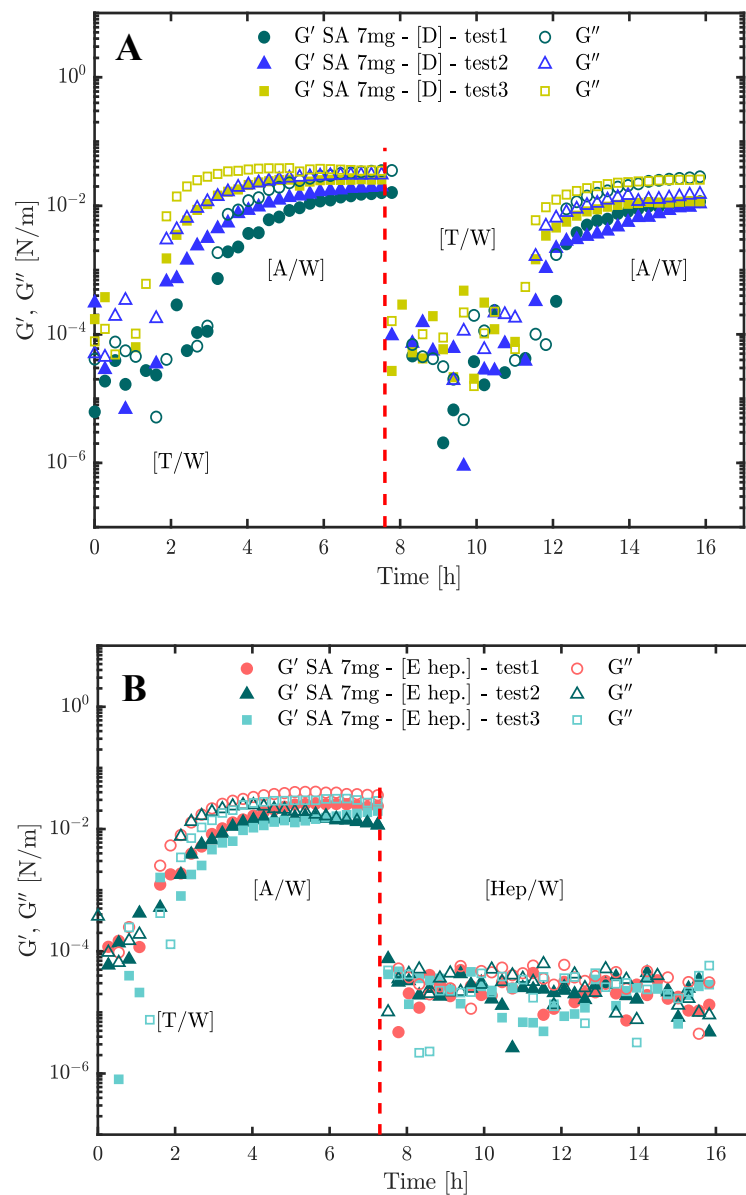 A
G′ SA 7mg - [D] - test1 G″
G′ SA 7mg - [D] - test2 G″
G′ SA 7mg - [D] - test3 G″
10^0
10^-2
10^-4
10^-6
G′, G″ [N/m]
[T/W]
[A/W]
[A/W]
[T/W]
0 2 4 6 8 10 12 14 16
Time [h]
B
G′ SA 7mg - [E hep.] - test1 G″
G′ SA 7mg - [E hep.] - test2 G″
G′ SA 7mg - [E hep.] - test3 G″
10^0
10^-2
10^-4
10^-6
G′, G″ [N/m]
[A/W] [Hep/W]
[T/W]
0 2 4 6 8 10 12 14 16
Time [h]